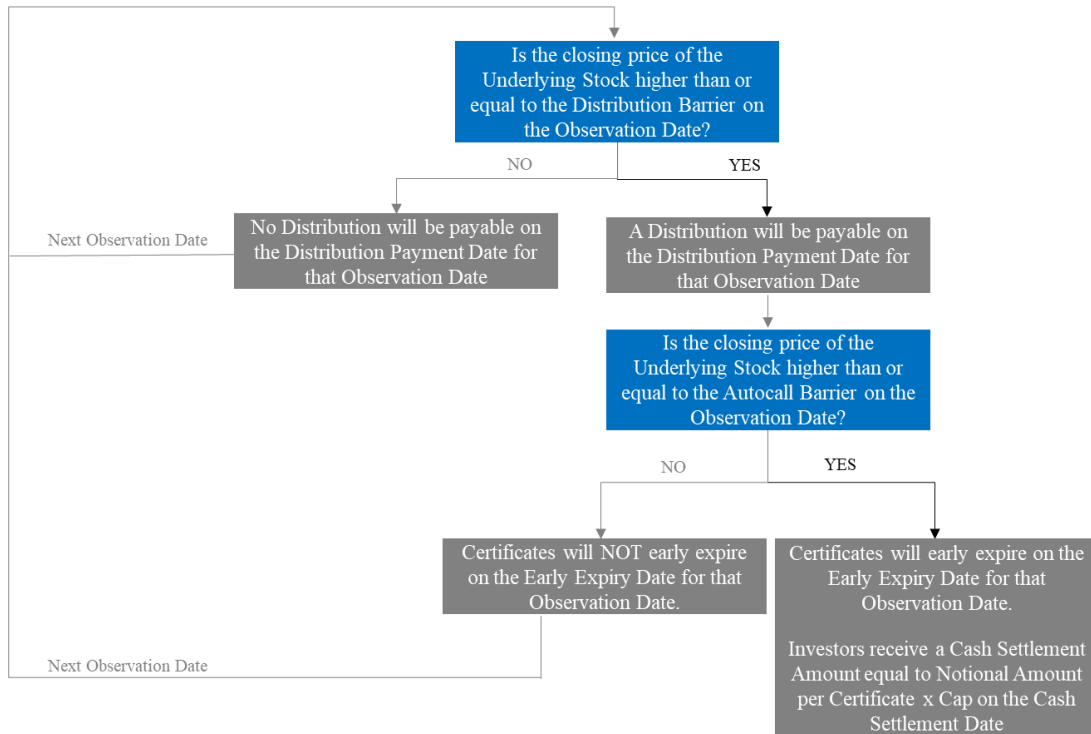 Is the closing price of the
Underlying Stock higher than or
equal to the Distribution Barrier on
the Observation Date?
NO
YES
Next Observation Date
No Distribution will be payable on
the Distribution Payment Date for
that Observation Date
A Distribution will be payable on
the Distribution Payment Date for
that Observation Date
Is the closing price of the
Underlying Stock higher than or
equal to the Autocall Barrier on the
Observation Date?
NO
YES
Certificates will NOT early expire
on the Early Expiry Date for that
Observation Date.
Certificates will early expire on the
Early Expiry Date for that
Observation Date.
Investors receive a Cash Settlement
Amount equal to Notional Amount
per Certificate x Cap on the Cash
Settlement Date
Next Observation Date